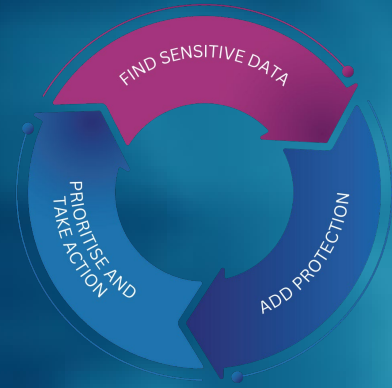 FIND SENSITIVE DATA
ADD PROTECTION
PRIORITISE AND
TAKE ACTION